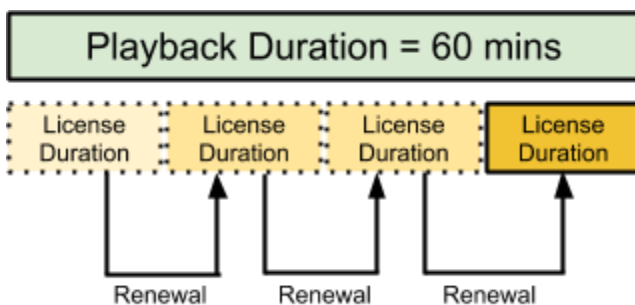 Playback Duration = 60 mins
License
Duration
License
Duration
License
Duration
License
Duration
Renewal
Renewal
Renewal